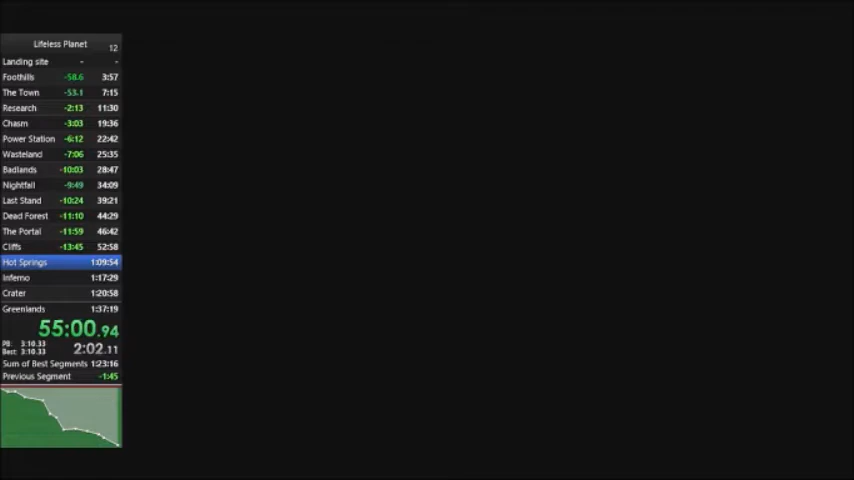 Lifeless Planet 12
Landing site - -
Foothills -58.6 3:57
The Town -53.1 7:15
Research -2:13 11:30
Chasm -3:03 19:36
Power Station -6:12 22:42
Wasteland -7:06 25:35
Badlands -10:03 28:47
Nightfall -9:49 34:09
Last Stand -10:24 39:21
Dead Forest -11:10 44:29
The Portal -11:59 46:42
Cliffs -13:45 52:58
Hot Springs 1:09:54
Inferno 1:17:29
Crater 1:20:58
Greenlands 1:37:19
55:00.94
PB: 3:10.33
Best: 3:10.33
2:02.11
Sum of Best Segments 1:23:16
Previous Segment -1:45